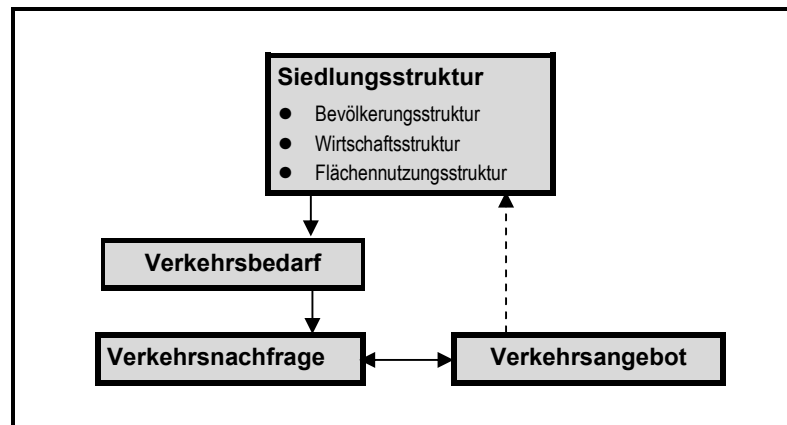 Siedlungsstruktur
● Bevölkerungsstruktur
● Wirtschaftsstruktur
● Flächennutzungsstruktur
Verkehrsbedarf
Verkehrsnachfrage
Verkehrsangebot